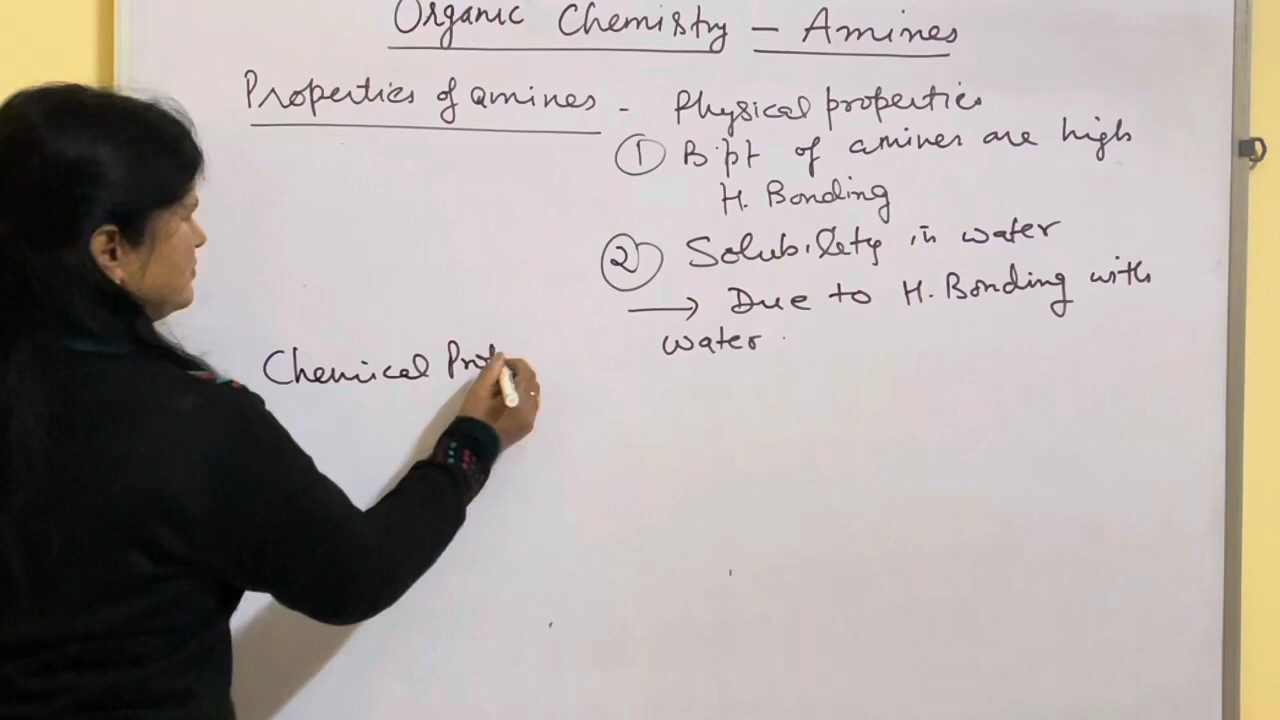 Organic Chemistry - Amines
Properties of amines - Physical properties
① B.pt of amines are high
H. Bonding
② Solubility in water
→ Due to H. Bonding with
water.
Chemical Pro